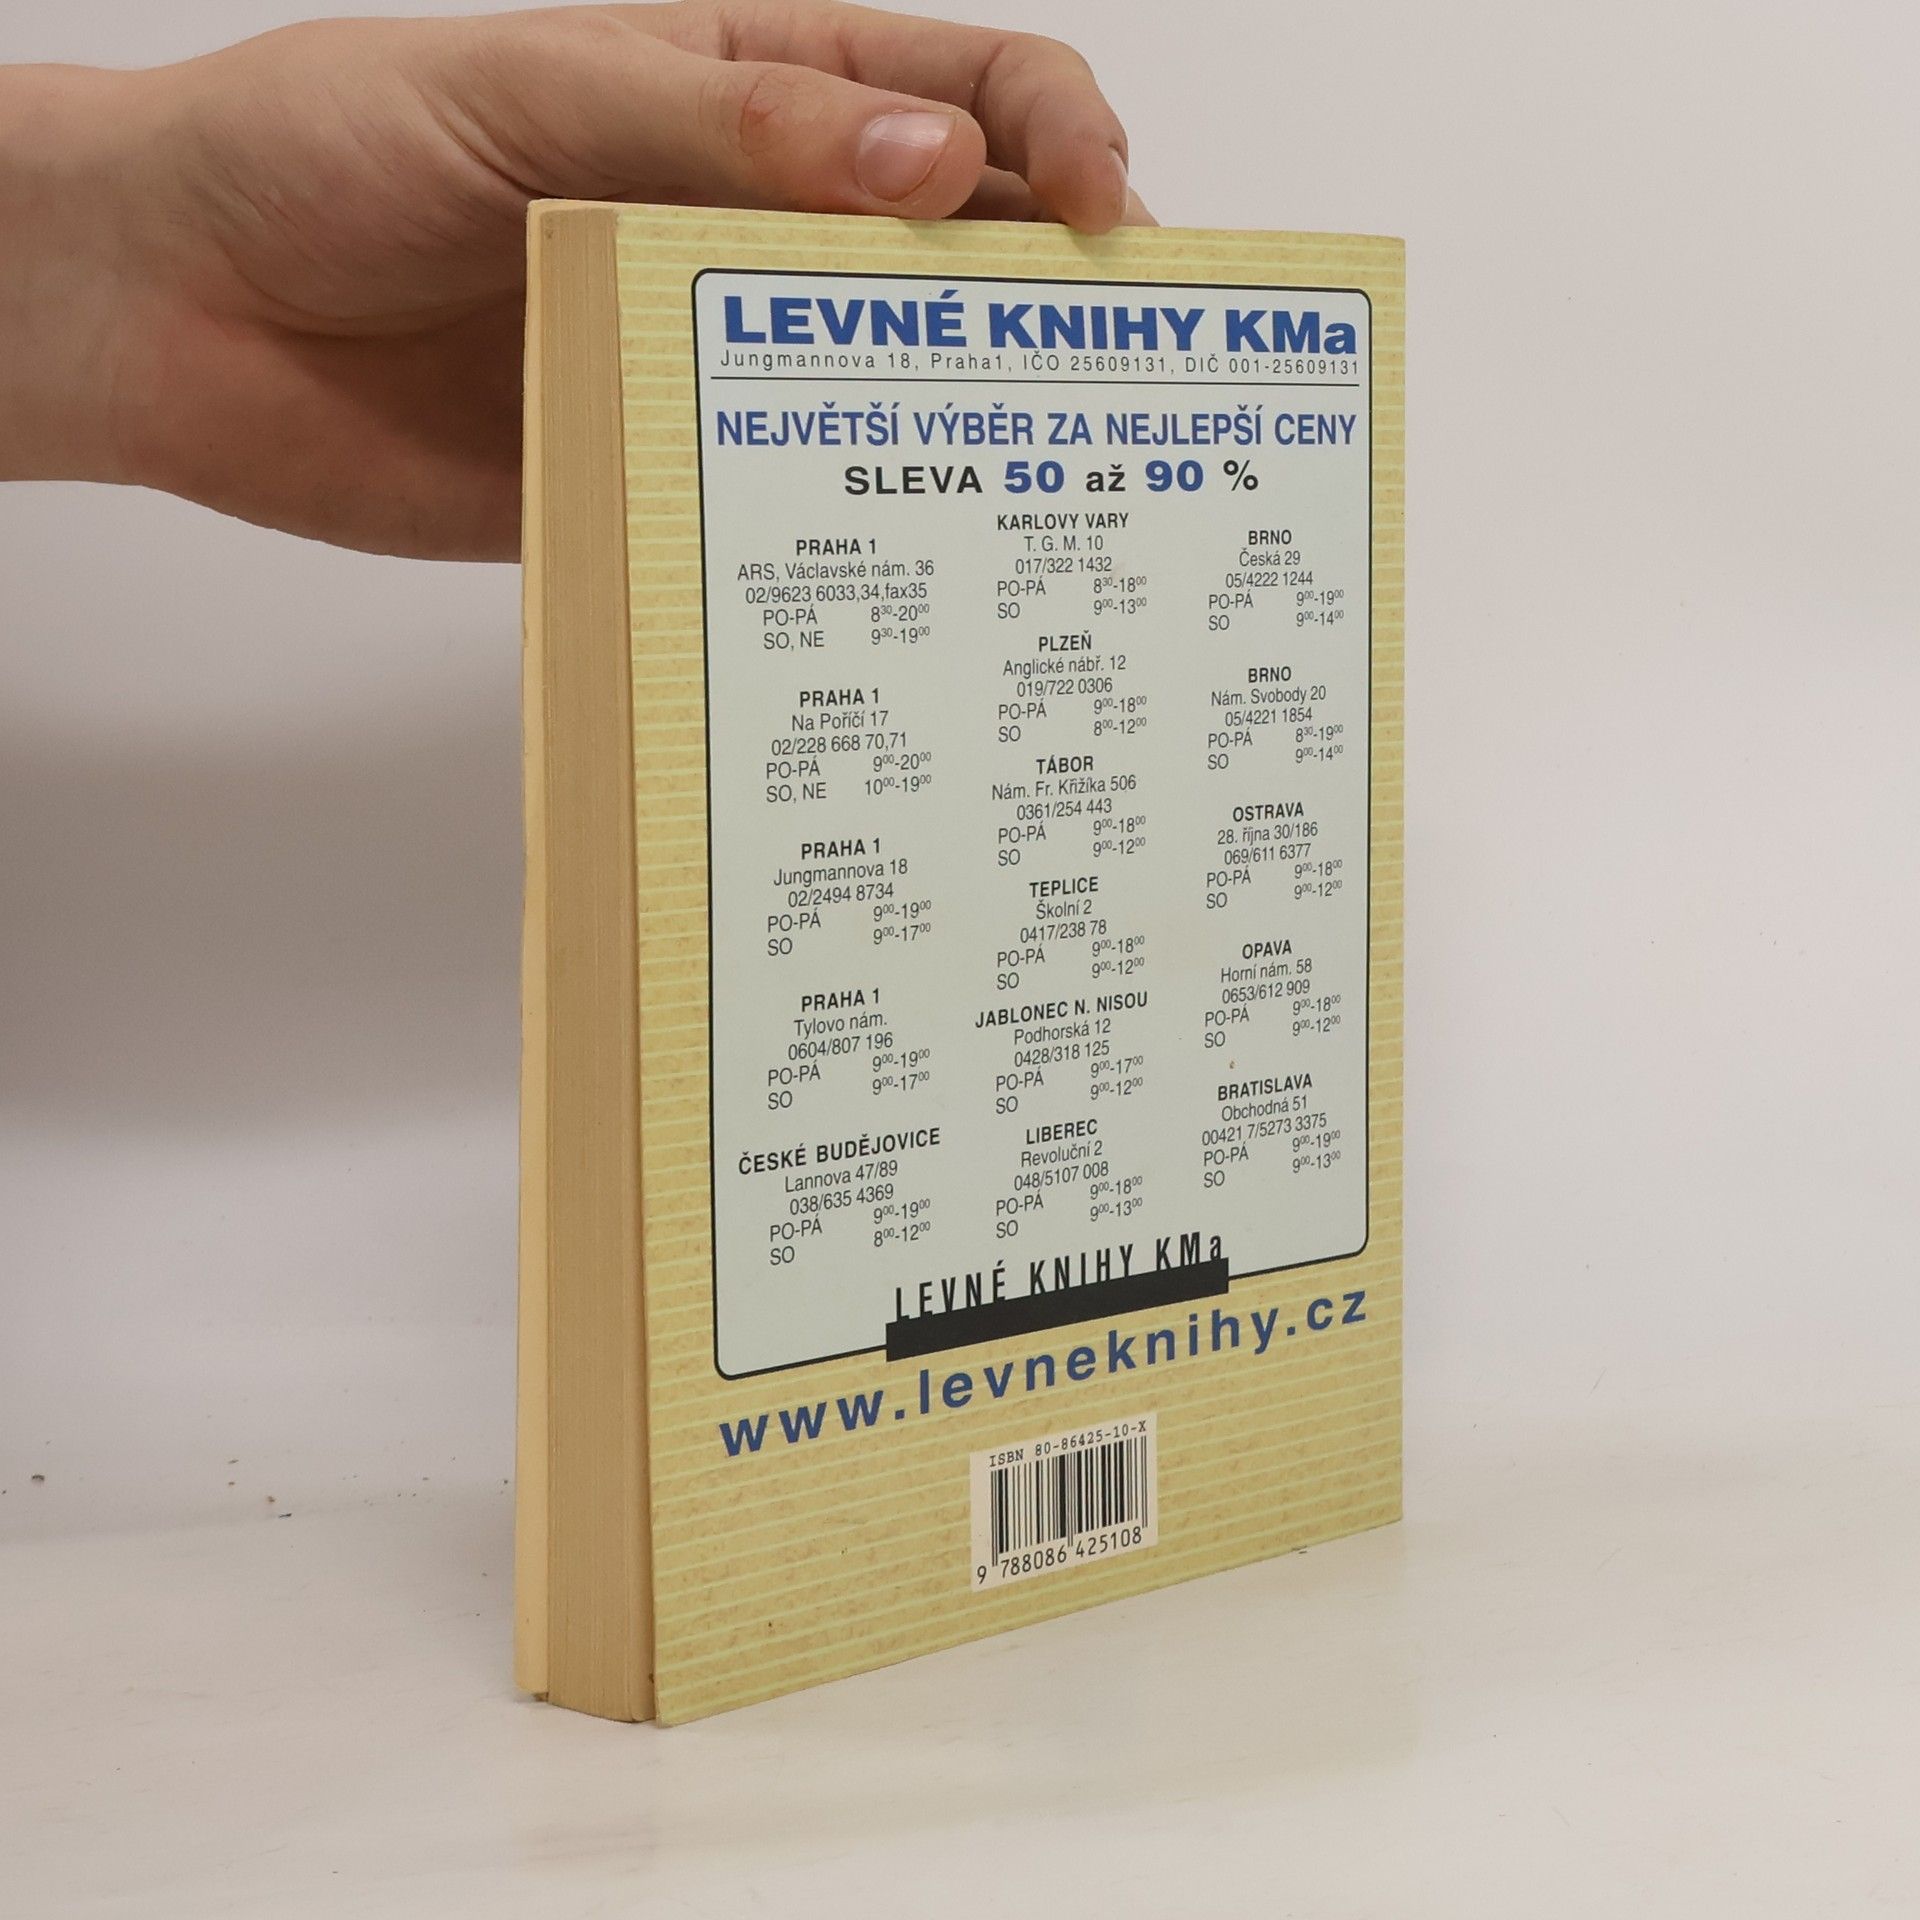 LEVNÉ KNIHY KMa
Jungmannova 18, Praha1, IČO 25609131, DIČ 001-25609131
NEJVĚTŠÍ VÝBĚR ZA NEJLEPŠÍ CENY
SLEVA 50 až 90 %
PRAHA 1
ARS, Václavské nám. 36
02/9623 6033,34,fax35
PO-PÁ 8³⁰-20⁰⁰
SO, NE 9³⁰-19⁰⁰
PRAHA 1
Na Poříčí 17
02/228 668 70,71
PO-PÁ 9⁰⁰-20⁰⁰
SO, NE 10⁰⁰-19⁰⁰
PRAHA 1
Jungmannova 18
02/2494 8734
PO-PÁ 9⁰⁰-19⁰⁰
SO 9⁰⁰-17⁰⁰
PRAHA 1
Tylovo nám.
0604/807 196
PO-PÁ 9⁰⁰-19⁰⁰
SO 9⁰⁰-17⁰⁰
ČESKÉ BUDĚJOVICE
Lannova 47/89
038/635 4369
PO-PÁ 9⁰⁰-19⁰⁰
SO 8⁰⁰-12⁰⁰
KARLOVY VARY
T. G. M. 10
017/322 1432
PO-PÁ 8³⁰-18⁰⁰
SO 9⁰⁰-13⁰⁰
PLZEŇ
Anglické nábř. 12
019/722 0306
PO-PÁ 9⁰⁰-18⁰⁰
SO 8⁰⁰-12⁰⁰
TÁBOR
Nám. Fr. Křižíka 506
0361/254 443
PO-PÁ 9⁰⁰-18⁰⁰
SO 9⁰⁰-12⁰⁰
TEPLICE
Školní 2
0417/238 78
PO-PÁ 9⁰⁰-18⁰⁰
SO 9⁰⁰-12⁰⁰
JABLONEC N. NISOU
Podhorská 12
0428/318 125
PO-PÁ 9⁰⁰-17⁰⁰
SO 9⁰⁰-12⁰⁰
LIBEREC
Revoluční 2
048/5107 008
PO-PÁ 9⁰⁰-18⁰⁰
SO 9⁰⁰-13⁰⁰
BRNO
Česká 29
05/4222 1244
PO-PÁ 9⁰⁰-19⁰⁰
SO 9⁰⁰-14⁰⁰
BRNO
Nám. Svobody 20
05/4221 1854
PO-PÁ 8³⁰-19⁰⁰
SO 9⁰⁰-14⁰⁰
OSTRAVA
28. října 30/186
069/611 6377
PO-PÁ 9⁰⁰-18⁰⁰
SO 9⁰⁰-12⁰⁰
OPAVA
Horní nám. 58
0653/612 909
PO-PÁ 9⁰⁰-18⁰⁰
SO 9⁰⁰-12⁰⁰
BRATISLAVA
Obchodná 51
00421 7/5273 3375
PO-PÁ 9⁰⁰-19⁰⁰
SO 9⁰⁰-13⁰⁰
LEVNÉ KNIHY KMa
www.levneknihy.cz
ISBN 80-86425-10-X
9 788086 425108